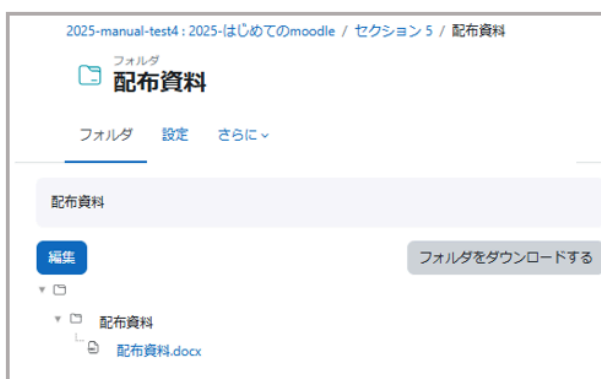 2025-manual-test4 : 2025-はじめてのmoodle / セクション 5 / 配布資料
フォルダ
配布資料
フォルダ 設定 さらに
配布資料
編集 フォルダをダウンロードする
配布資料
配布資料.docx